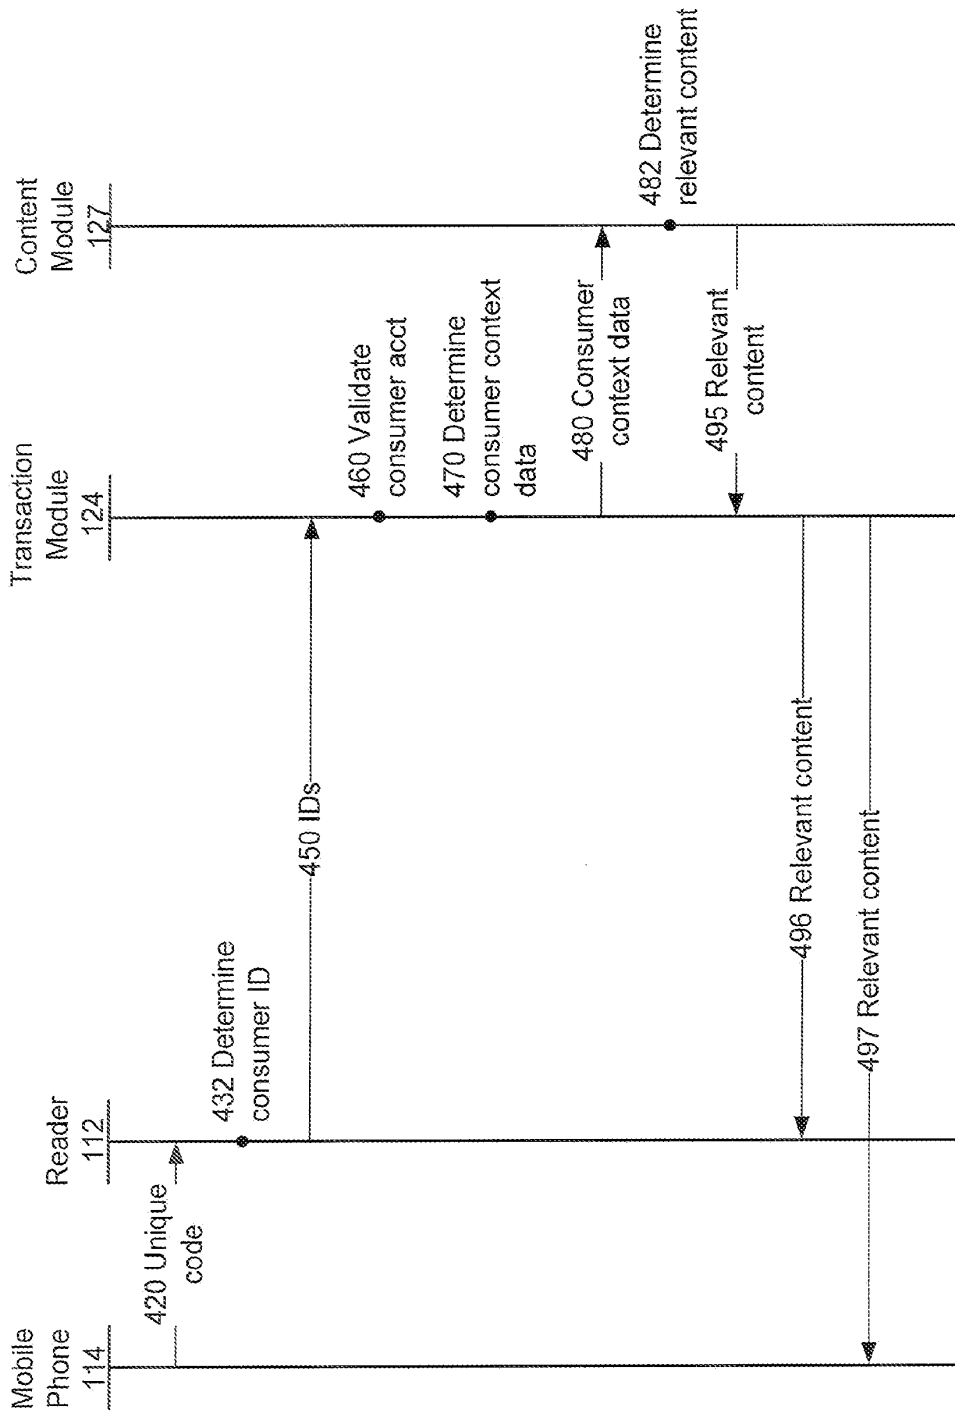 Mobile
Phone
114
Reader
112
Transaction
Module
124
Content
Module
127
420 Unique
code
432 Determine
consumer ID
450 IDs
460 Validate
consumer acct
470 Determine
consumer context
data
480 Consumer
context data
482 Determine
relevant content
495 Relevant
content
496 Relevant content
497 Relevant content